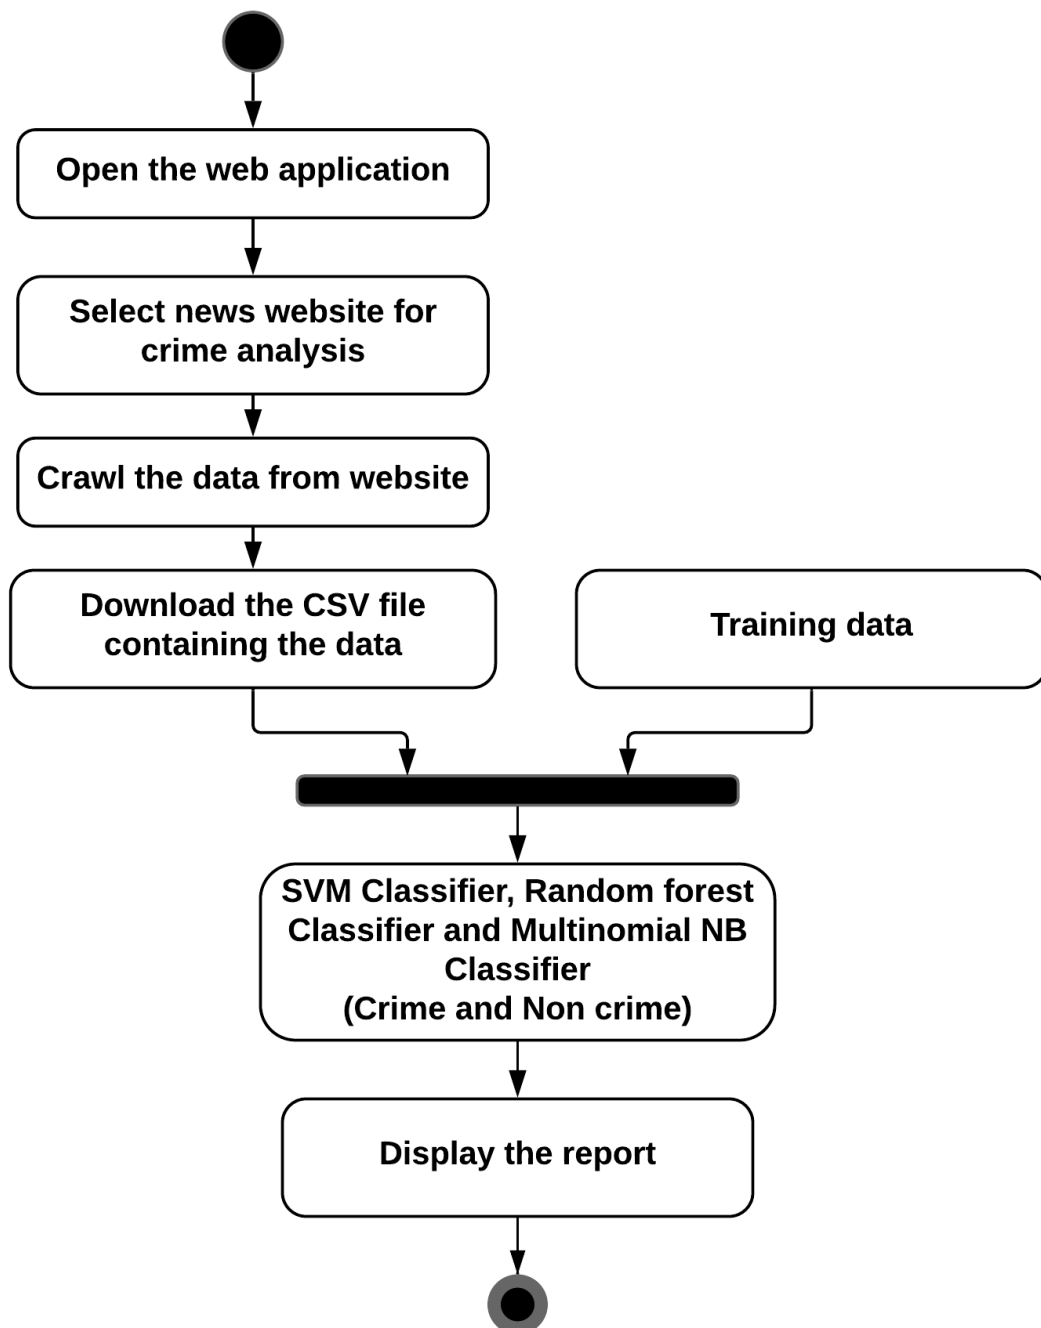 Open the web application
Select news website for
crime analysis
Crawl the data from website
Download the CSV file
containing the data
Training data
SVM Classifier, Random forest
Classifier and Multinomial NB
Classifier
(Crime and Non crime)
Display the report